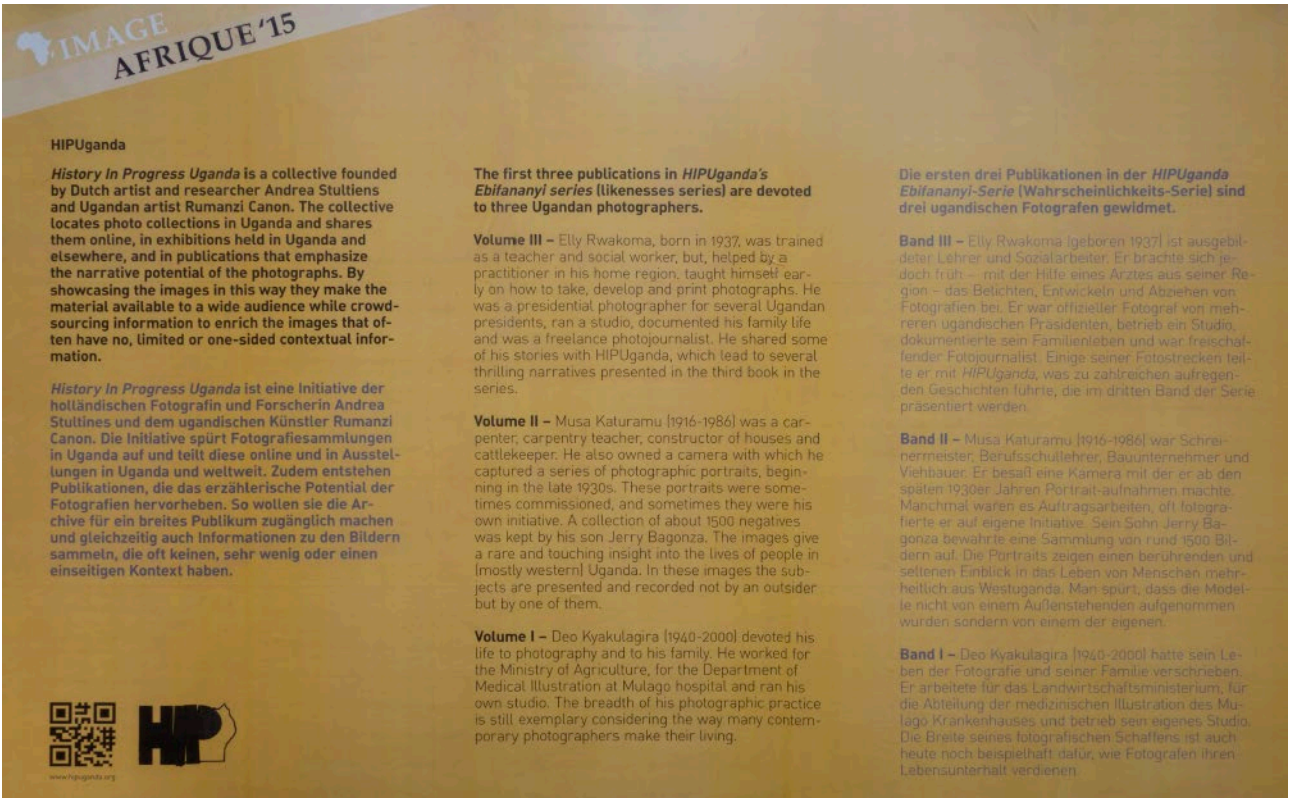 IMAGE
AFRIQUE '15
HIPUganda
History In Progress Uganda is a collective founded
by Dutch artist and researcher Andrea Stultiens
and Ugandan artist Rumanzi Canon. The collective
locates photo collections in Uganda and shares
them online, in exhibitions held in Uganda and
elsewhere, and in publications that emphasize
the narrative potential of the photographs. By
showcasing the images in this way they make the
material available to a wide audience while crowd-
sourcing information to enrich the images that of-
ten have no, limited or one-sided contextual infor-
mation.
History In Progress Uganda ist eine Initiative der
holländischen Fotografin und Forscherin Andrea
Stultines und dem ugandischen Künstler Rumanzi
Canon. Die Initiative spürt Fotografiesammlungen
in Uganda auf und teilt diese online und in Ausstel-
lungen in Uganda und weltweit. Zudem entstehen
Publikationen, die das erzählerische Potential der
Fotografien hervorheben. So wollen sie die Ar-
chive für ein breites Publikum zugänglich machen
und gleichzeitig auch Informationen zu den Bildern
sammeln, die oft keinen, sehr wenig oder einen
einseitigen Kontext haben.
www.hipuganda.org
HIP
The first three publications in HIPUganda's
Ebifananyi series (likenesses series) are devoted
to three Ugandan photographers.
Volume III – Elly Rwakoma, born in 1937, was trained
as a teacher and social worker, but, helped by a
practitioner in his home region, taught himself ear-
ly on how to take, develop and print photographs. He
was a presidential photographer for several Ugandan
presidents, ran a studio, documented his family life
and was a freelance photojournalist. He shared some
of his stories with HIPUganda, which lead to several
thrilling narratives presented in the third book in the
series.
Volume II – Musa Katuramu (1916-1986) was a car-
penter, carpentry teacher, constructor of houses and
cattlekeeper. He also owned a camera with which he
captured a series of photographic portraits, begin-
ning in the late 1930s. These portraits were some-
times commissioned, and sometimes they were his
own initiative. A collection of about 1500 negatives
was kept by his son Jerry Bagonza. The images give
a rare and touching insight into the lives of people in
(mostly western) Uganda. In these images the sub-
jects are presented and recorded not by an outsider
but by one of them.
Volume I – Deo Kyakulagira (1940-2000) devoted his
life to photography and to his family. He worked for
the Ministry of Agriculture, for the Department of
Medical Illustration at Mulago hospital and ran his
own studio. The breadth of his photographic practice
is still exemplary considering the way many contem-
porary photographers make their living.
Die ersten drei Publikationen in der HIPUganda
Ebifananyi-Serie (Wahrscheinlichkeits-Serie) sind
drei ugandischen Fotografen gewidmet.
Band III – Elly Rwakoma (geboren 1937) ist ausgebil-
deter Lehrer und Sozialarbeiter. Er brachte sich je-
doch früh – mit der Hilfe eines Arztes aus seiner Re-
gion – das Belichten, Entwickeln und Abziehen von
Fotografien bei. Er war offizieller Fotograf von meh-
reren ugandischen Präsidenten, betrieb ein Studio,
dokumentierte sein Familienleben und war freischaf-
fender Fotojournalist. Einige seiner Fotostrecken teil-
te er mit HIPUganda, was zu zahlreichen aufregen-
den Geschichten führte, die im dritten Band der Serie
präsentiert werden.
Band II – Musa Katuramu (1916-1986) war Schrei-
nermeister, Berufsschullehrer, Bauunternehmer und
Viehbauer. Er besaß eine Kamera mit der er ab den
späten 1930er Jahren Portrait-aufnahmen machte.
Manchmal waren es Auftragsarbeiten, oft fotogra-
fierte er auf eigene Initiative. Sein Sohn Jerry Ba-
gonza bewahrte eine Sammlung von rund 1500 Bil-
dern auf. Die Portraits zeigen einen berührenden und
seltenen Einblick in das Leben von Menschen mehr-
heitlich aus Westuganda. Man spürt, dass die Model-
le nicht von einem Außenstehenden aufgenommen
wurden sondern von einem der eigenen.
Band I – Deo Kyakulagira (1940-2000) hatte sein Le-
ben der Fotografie und seiner Familie verschrieben.
Er arbeitete für das Landwirtschaftsministerium, für
die Abteilung der medizinischen Illustration des Mu-
lago Krankenhauses und betrieb sein eigenes Studio.
Die Breite seines fotografischen Schaffens ist auch
heute noch beispielhaft dafür, wie Fotografen ihren
Lebensunterhalt verdienen.